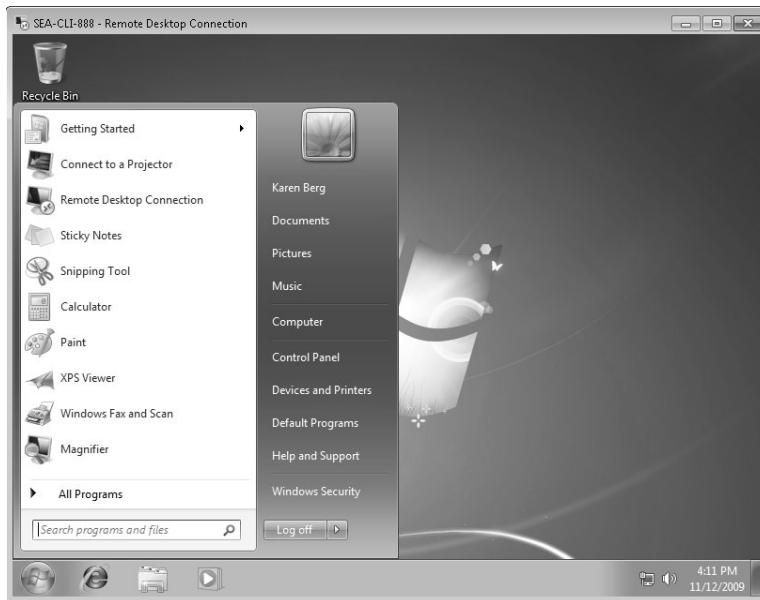 SEA-CLI-888 - Remote Desktop Connection
Recycle Bin
Getting Started
Connect to a Projector
Remote Desktop Connection
Sticky Notes
Snipping Tool
Calculator
Paint
XPS Viewer
Windows Fax and Scan
Magnifier
All Programs
Search programs and files
Karen Berg
Documents
Pictures
Music
Computer
Control Panel
Devices and Printers
Default Programs
Help and Support
Windows Security
Log off
4:11 PM
11/12/2009